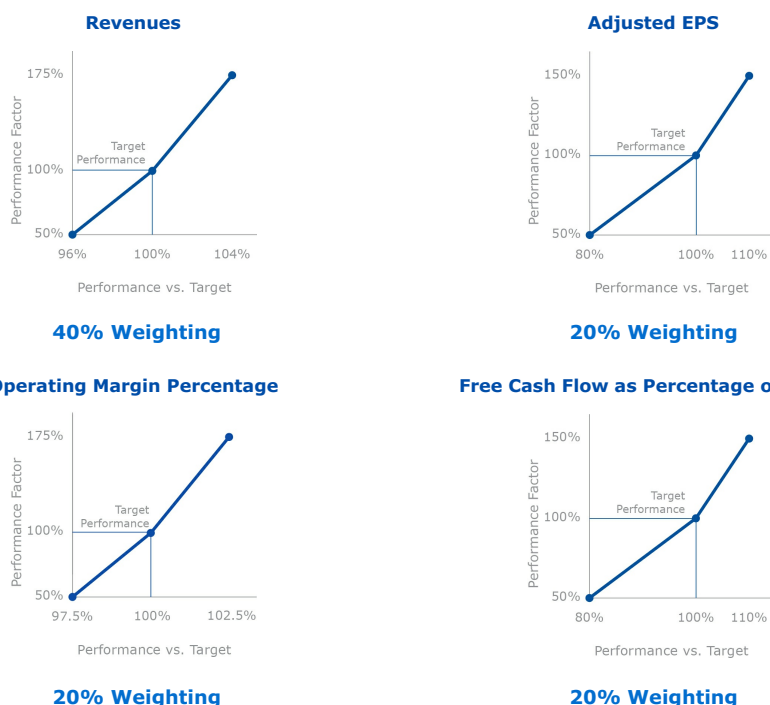 Revenues
175%
100%
50%
Performance Factor
Target
Performance
96%
100%
104%
Performance vs. Target
40% Weighting
Adjusted EPS
150%
100%
50%
Performance Factor
Target
Performance
80%
100%
110%
Performance vs. Target
20% Weighting
Margin Percentage
175%
100%
50%
Performance Factor
Target
Performance
97.5%
100%
102.5%
Performance vs. Target
20% Weighting
Free Cash Flow as Percentage
150%
100%
50%
Performance Factor
Target
Performance
80%
100%
110%
Performance vs. Target
20% Weighting